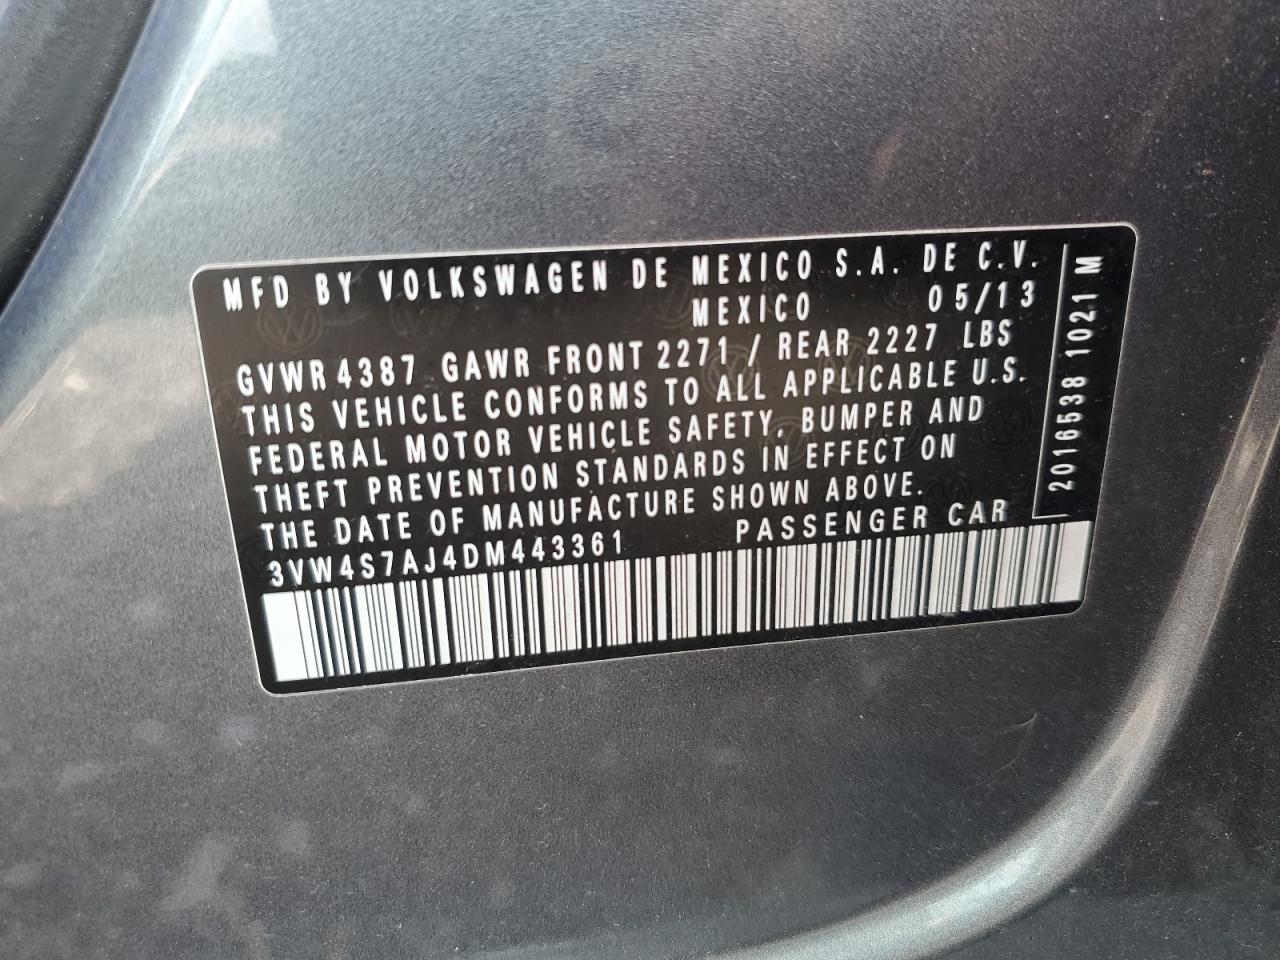 MFD BY VOLKSWAGEN DE MEXICO S.A. DE C.V.
MEXICO 05/13
GVWR 4387 GAWR FRONT 2271 / REAR 2227 LBS
THIS VEHICLE CONFORMS TO ALL APPLICABLE U.S.
FEDERAL MOTOR VEHICLE SAFETY, BUMPER AND
THEFT PREVENTION STANDARDS IN EFFECT ON
THE DATE OF MANUFACTURE SHOWN ABOVE.
3VW4S7AJ4DM443361 PASSENGER CAR
2016538 1021 M